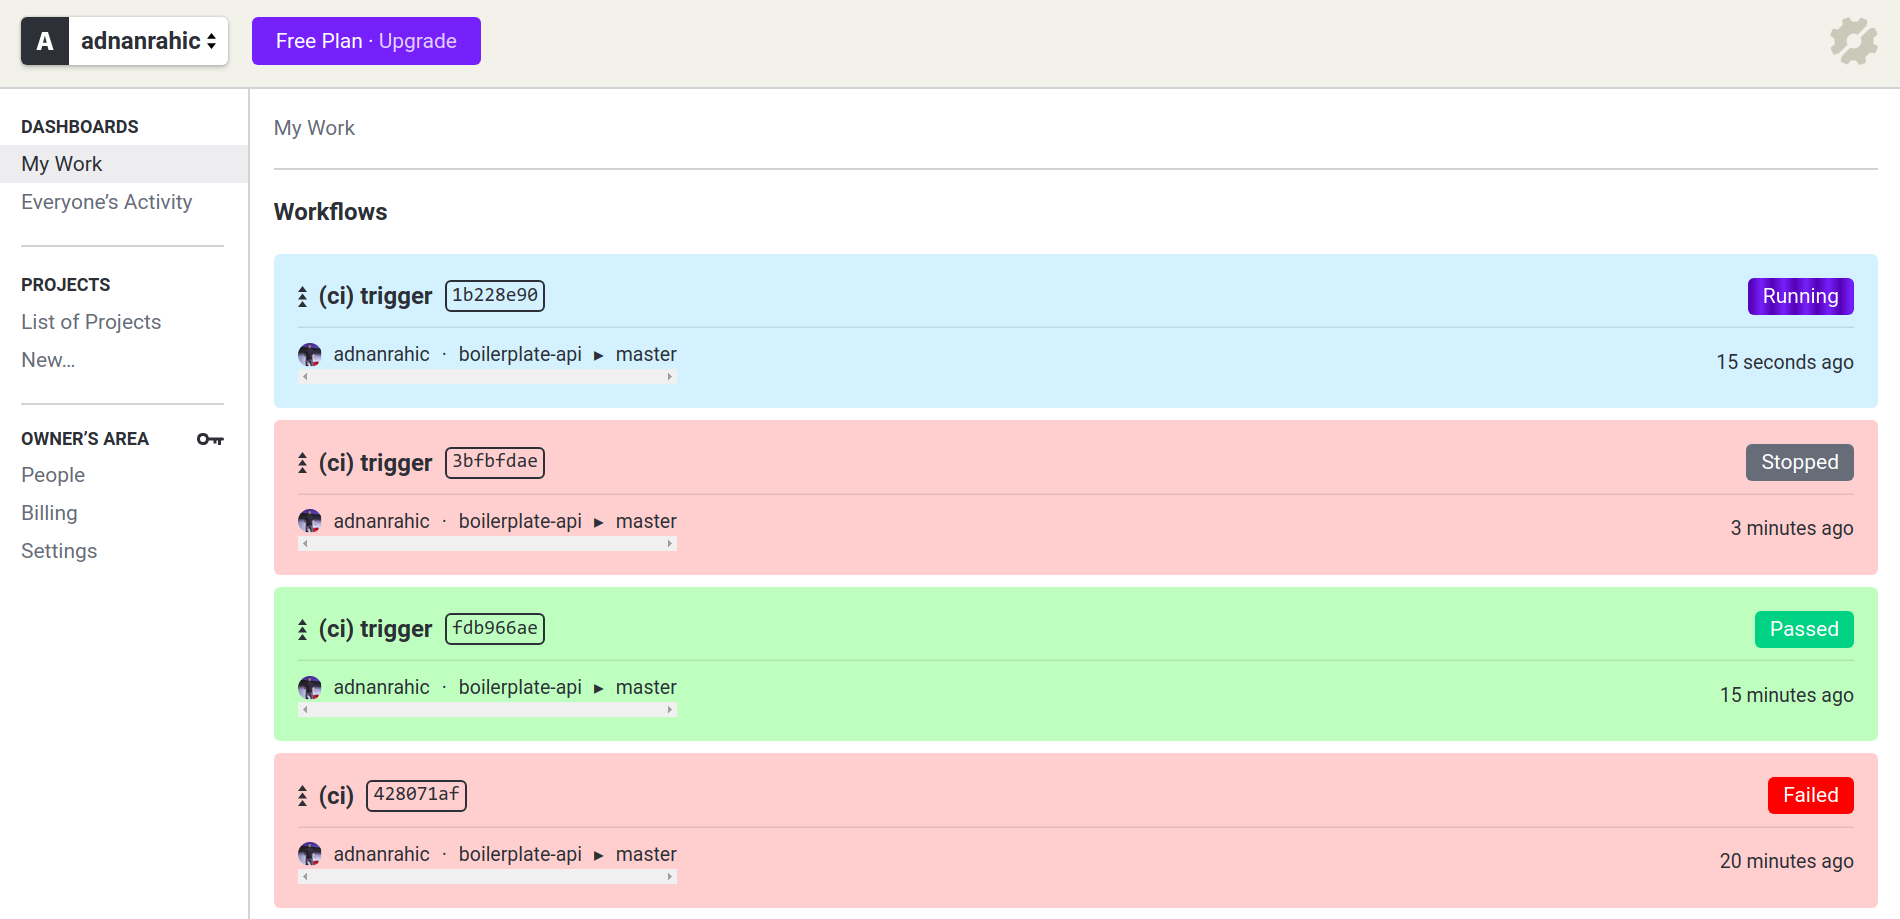 A adnanrahic Free Plan · Upgrade
DASHBOARDS
My Work
Everyone’s Activity
PROJECTS
List of Projects
New...
OWNER’S AREA
People
Billing
Settings
My Work
Workflows
(ci) trigger 1b228e90 Running
adnanrahic · boilerplate-api ▸ master 15 seconds ago
(ci) trigger 3bfbfdae Stopped
adnanrahic · boilerplate-api ▸ master 3 minutes ago
(ci) trigger fdb966ae Passed
adnanrahic · boilerplate-api ▸ master 15 minutes ago
(ci) 428071af Failed
adnanrahic · boilerplate-api ▸ master 20 minutes ago